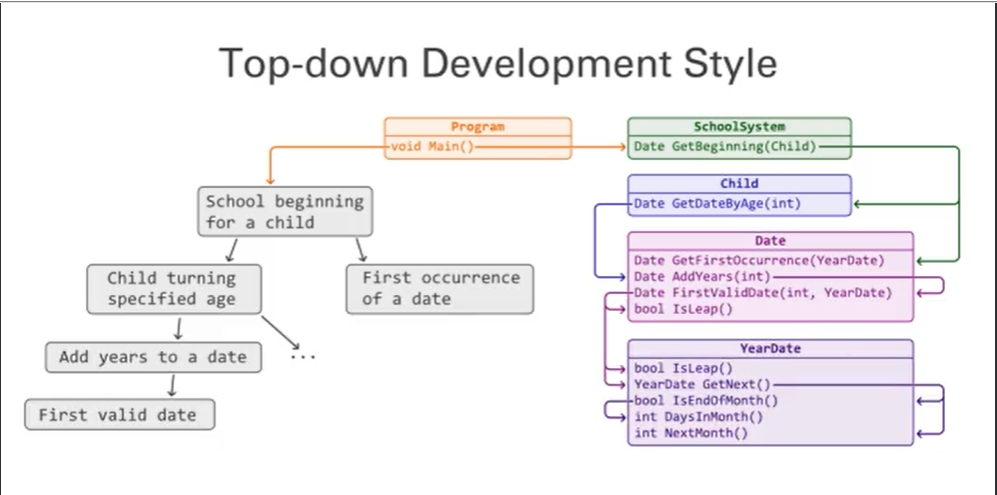 Top-down Development Style
Program
void Main()
SchoolSystem
Date GetBeginning(Child)
Child
Date GetDateByAge(int)
School beginning
for a child
Date
Date GetFirstOccurrence(YearDate)
Date AddYears(int)
Date FirstValidDate(int, YearDate)
bool IsLeap()
Child turning
specified age
First occurrence
of a date
Add years to a date
...
First valid date
YearDate
bool IsLeap()
YearDate GetNext()
bool IsEndOfMonth()
int DaysInMonth()
int NextMonth()